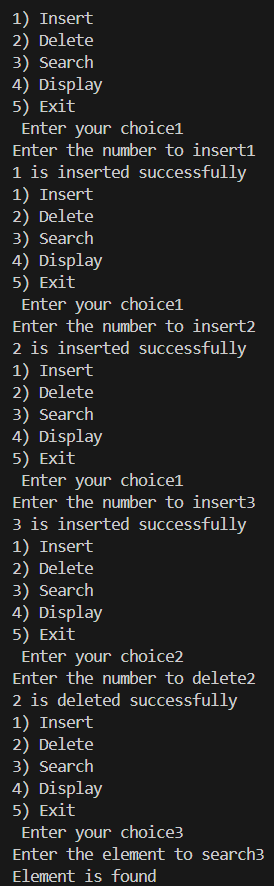 1) Insert
2) Delete
3) Search
4) Display
5) Exit
 Enter your choice1
Enter the number to insert1
1 is inserted successfully
1) Insert
2) Delete
3) Search
4) Display
5) Exit
 Enter your choice1
Enter the number to insert2
2 is inserted successfully
1) Insert
2) Delete
3) Search
4) Display
5) Exit
 Enter your choice1
Enter the number to insert3
3 is inserted successfully
1) Insert
2) Delete
3) Search
4) Display
5) Exit
 Enter your choice2
Enter the number to delete2
2 is deleted successfully
1) Insert
2) Delete
3) Search
4) Display
5) Exit
 Enter your choice3
Enter the element to search3
Element is found